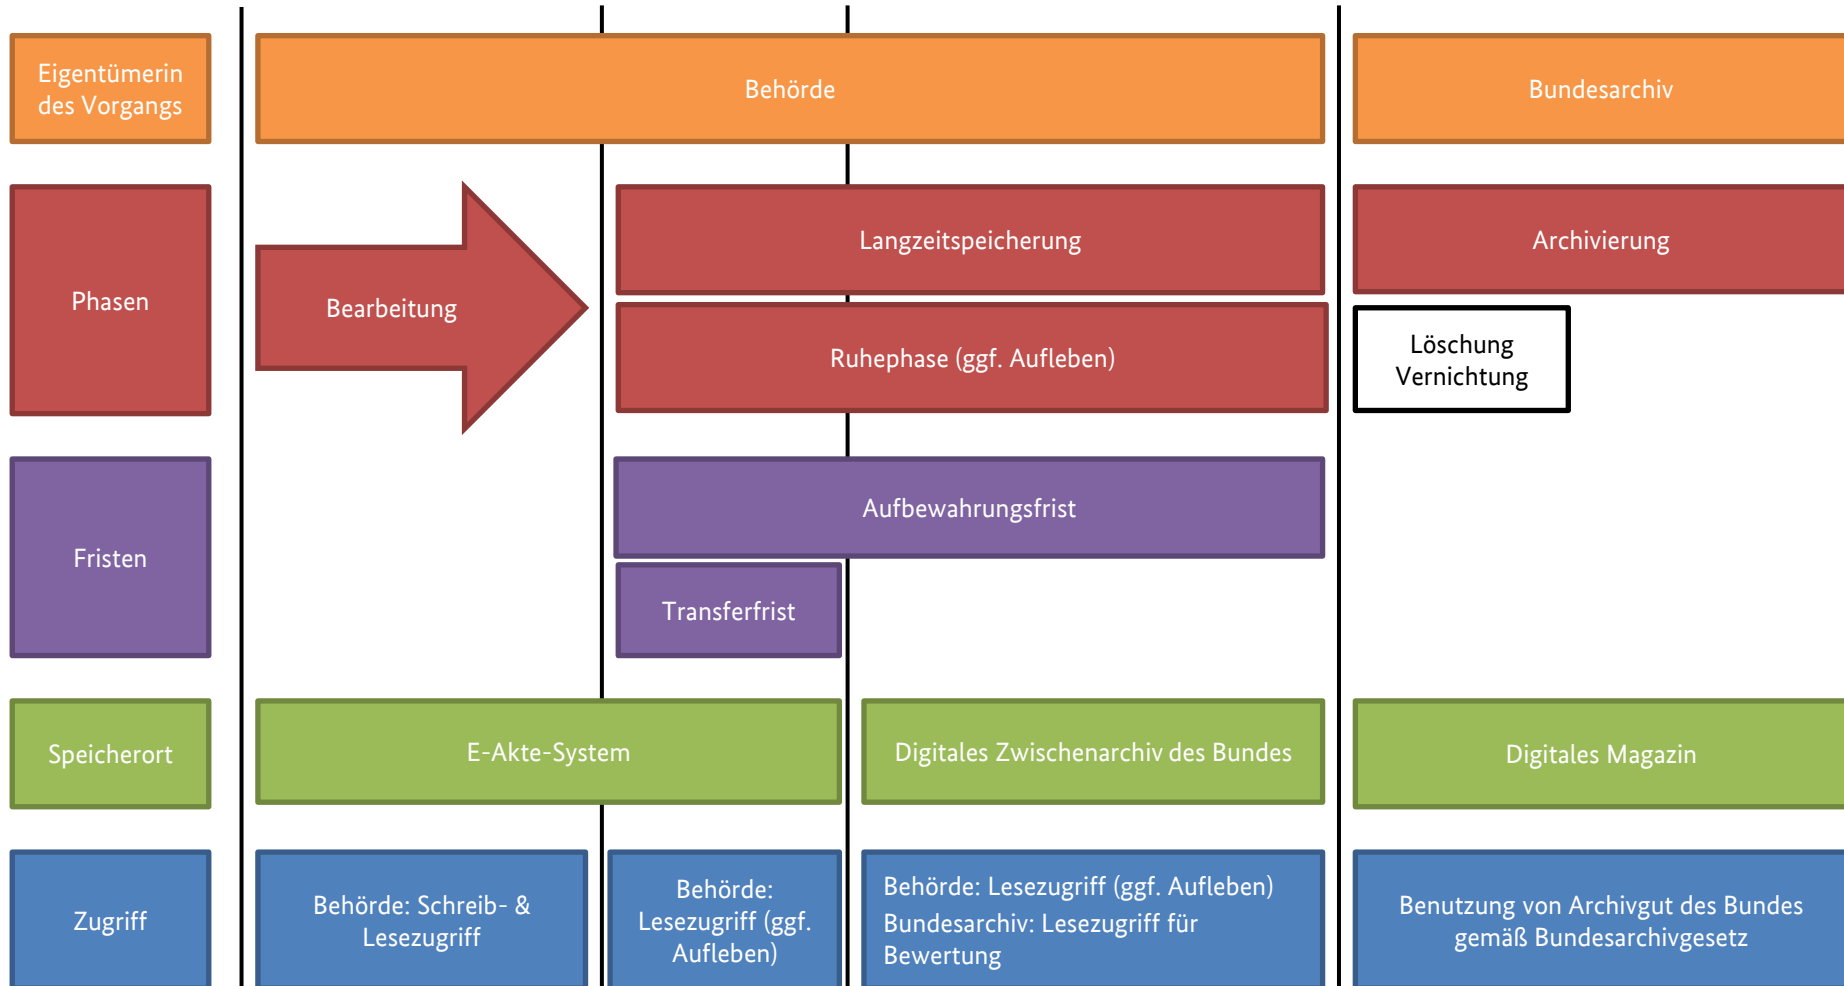 Eigentümerin
des Vorgangs
Behörde
Bundesarchiv
Phasen
Bearbeitung
Langzeitspeicherung
Archivierung
Ruhephase (ggf. Aufleben)
Löschung
Vernichtung
Fristen
Aufbewahrungsfrist
Transferfrist
Speicherort
E-Akte-System
Digitales Zwischenarchiv des Bundes
Digitales Magazin
Zugriff
Behörde: Schreib- &
Lesezugriff
Behörde:
Lesezugriff (ggf.
Aufleben)
Behörde: Lesezugriff (ggf. Aufleben)
Bundesarchiv: Lesezugriff für
Bewertung
Benutzung von Archivgut des Bundes
gemäß Bundesarchivgesetz